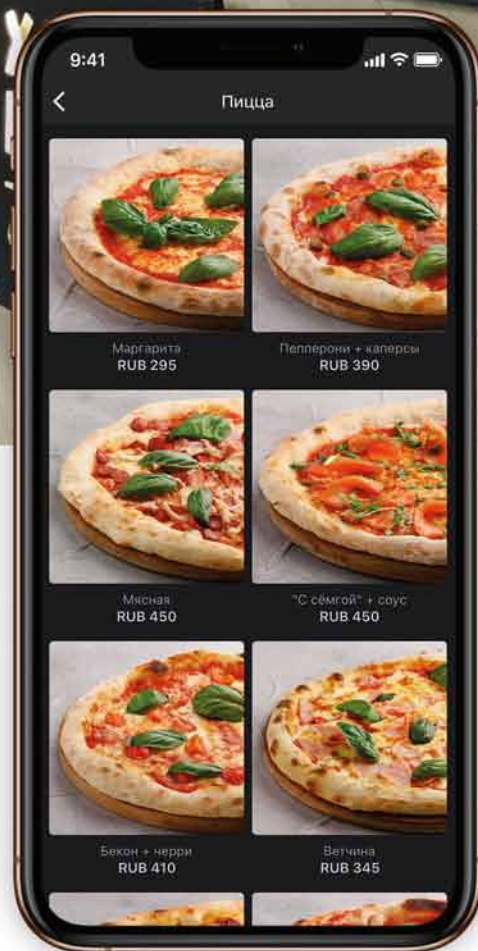 9:41
Пицца
Маргарита
RUB 295
Пепперони + каперсы
RUB 390
Мясная
RUB 450
"С сёмгой" + соус
RUB 450
Бекон + черри
RUB 410
Ветчина
RUB 345